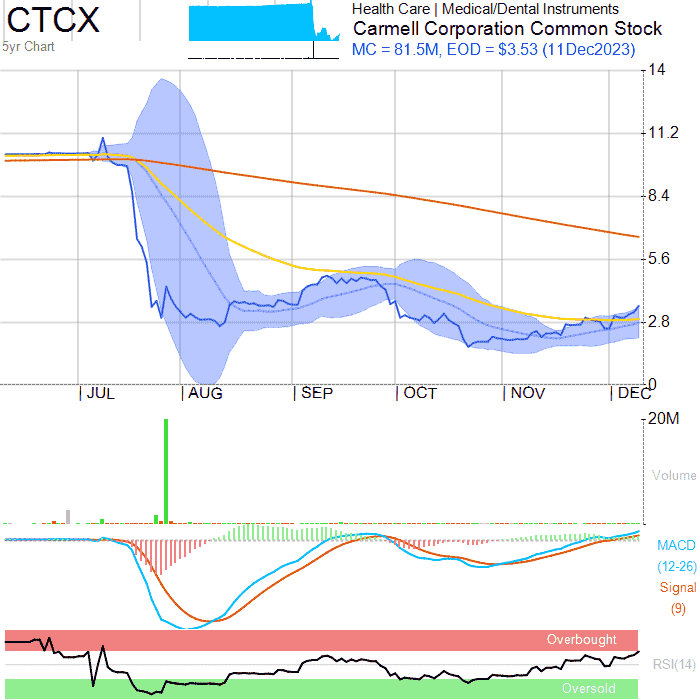 CTCX
5yr Chart
Health Care | Medical/Dental Instruments
Carmell Corporation Common Stock
MC = 81.5M, EOD = $3.53 (11Dec2023)
14
11.2
8.4
5.6
2.8
0
JUL AUG SEP OCT NOV DEC
20M
Volume
MACD
(12-26)
Signal
(9)
Overbought
RSI(14)
Oversold